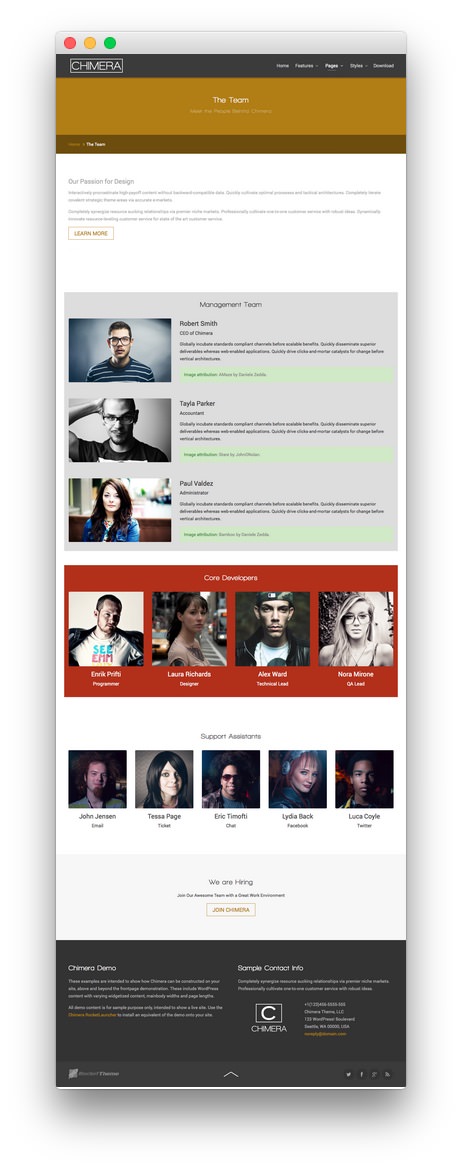 CHIMERA
Home Features Pages Styles Download
The Team
Meet the People Behind Chimera
Home > The Team
Our Passion for Design
Interactively procrastinate high-payoff content without backward-compatible data. Quickly cultivate optimal processes and tactical architectures. Completely iterate
covalent strategic theme areas via accurate e-markets.
Completely synergize resource sucking relationships via premier niche markets. Professionally cultivate one-to-one customer service with robust ideas. Dynamically
innovate resource-leveling customer service for state of the art customer service.
LEARN MORE
Management Team
Robert Smith
CEO of Chimera
Globally incubate standards compliant channels before scalable benefits. Quickly disseminate superior
deliverables whereas web-enabled applications. Quickly drive clicks-and-mortar catalysts for change before
vertical architectures.
Image attribution: Aldaos by Daniele Zedda.
Tayla Parker
Accountant
Globally incubate standards compliant channels before scalable benefits. Quickly disseminate superior
deliverables whereas web-enabled applications. Quickly drive clicks-and-mortar catalysts for change before
vertical architectures.
Image attribution: by JohnONolan.
Paul Valdez
Administrator
Globally incubate standards compliant channels before scalable benefits. Quickly disseminate superior
deliverables whereas web-enabled applications. Quickly drive clicks-and-mortar catalysts for change before
vertical architectures.
Image attribution: Bamboo by Daniele Zedda.
Core Developers
SEE
EMM
Enrik Prifti Laura Richards Alex Ward Nora Mirone
Programmer Designer Technical Lead QA Lead
Support Assistants
John Jensen Tessa Page Eric Timofti Lydia Back Luca Coyle
Email Ticket Chat Facebook Twitter
We are Hiring
Join Our Awesome Team with a Great Work Environment
JOIN CHIMERA
Chimera Demo
These examples are intended to show how Chimera can be constructed on your
site, above and beyond the frontpage demonstration. These include WordPress
content with varying widgetized content, mainbody widths and page lengths.
All demo content is for sample purpose only, intended to show a live site. Use the
Chimera RocketLauncher to install an equivalent of the demo onto your site.
Sample Contact Info
Completely synergize resource sucking relationships via premier niche markets.
Professionally cultivate one-to-one customer service with robust ideas.
C
CHIMERA
+1(123)456-5555-555
Chimera Theme, LLC
123 WordPress! Boulevard
Seattle, WA 00000, USA
noreply@domain.com
RocketTheme